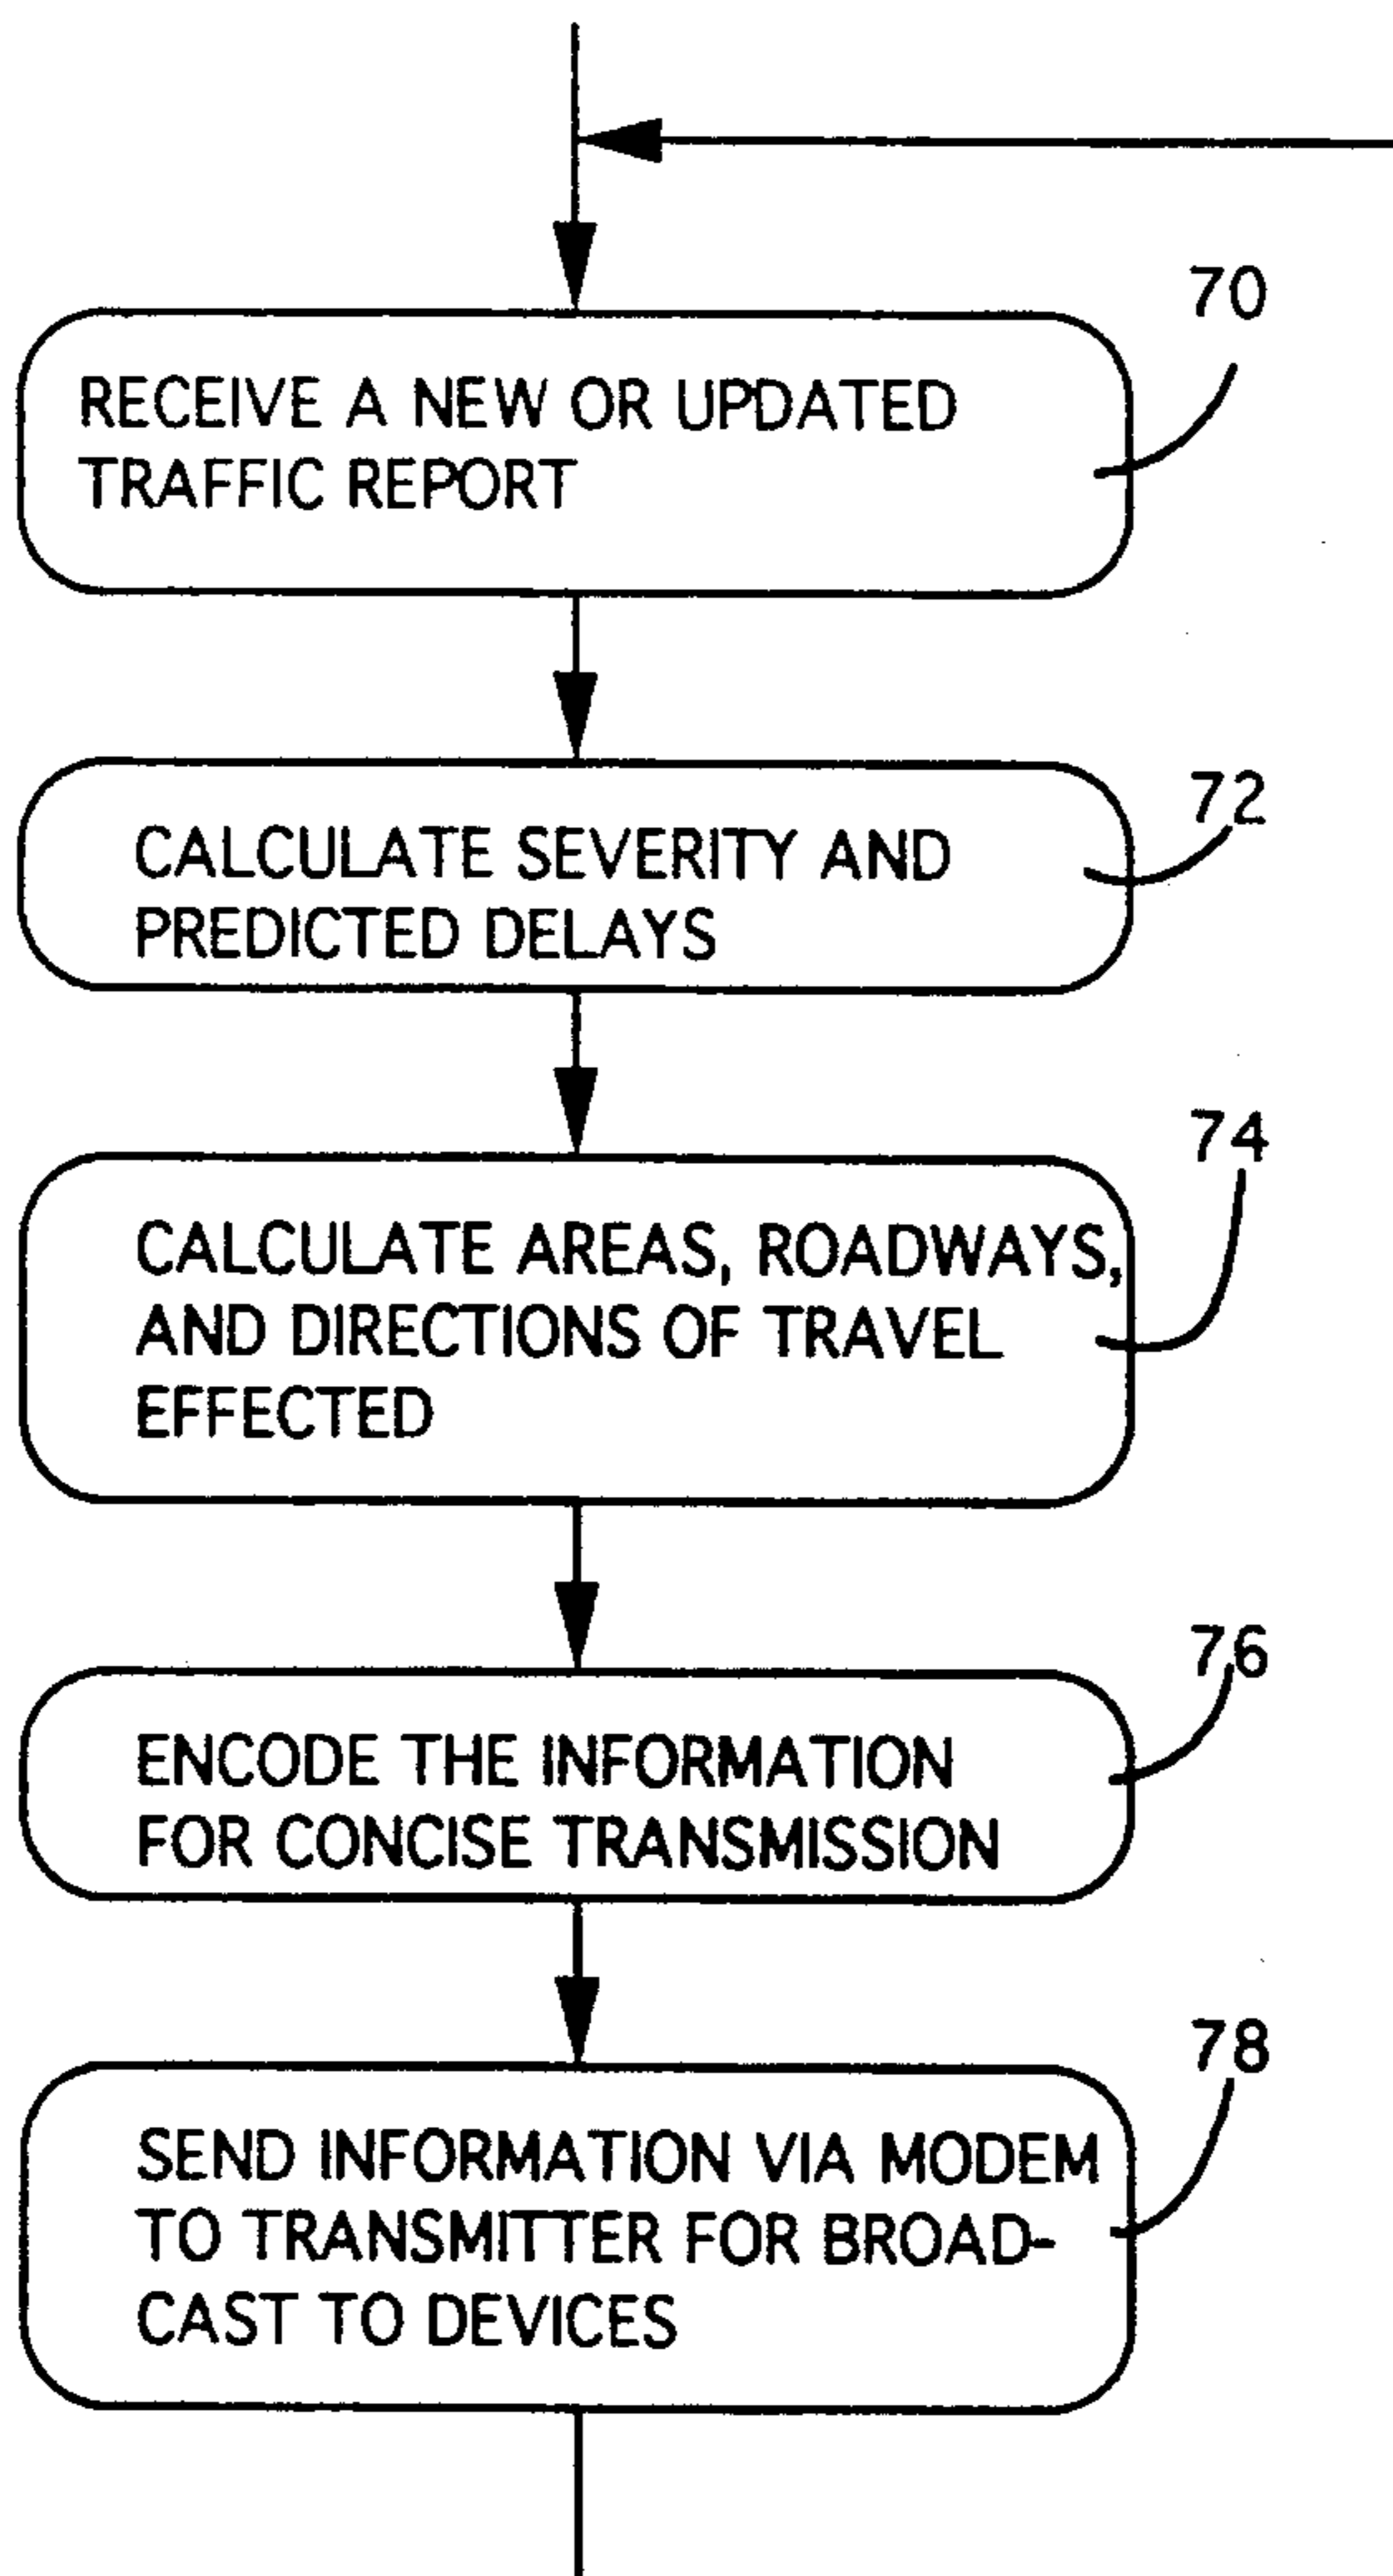 70
RECEIVE A NEW OR UPDATED
TRAFFIC REPORT
72
CALCULATE SEVERITY AND
PREDICTED DELAYS
74
CALCULATE AREAS, ROADWAYS,
AND DIRECTIONS OF TRAVEL
EFFECTED
76
ENCODE THE INFORMATION
FOR CONCISE TRANSMISSION
78
SEND INFORMATION VIA MODEM
TO TRANSMITTER FOR BROAD-
CAST TO DEVICES